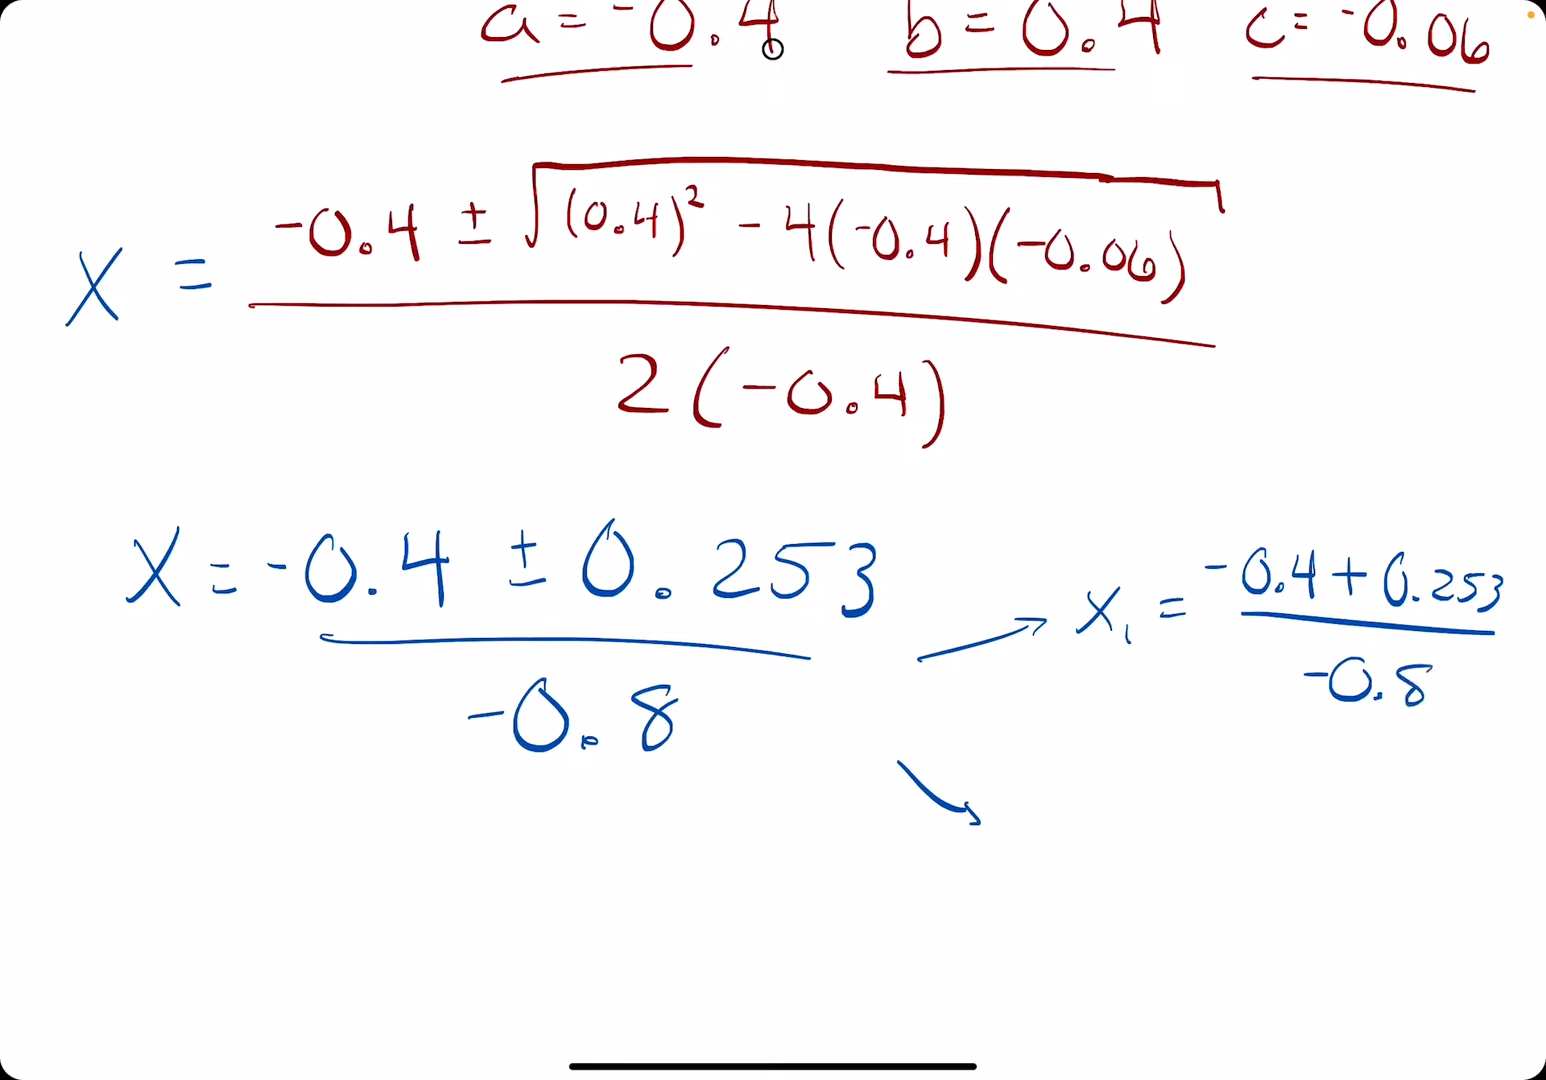 a = -0.4 b = 0.4 c = -0.06
x = -0.4 ± √(0.4)² - 4(-0.4)(-0.06)
2(-0.4)
x = -0.4 ± 0.253
-0.8
x₁ = -0.4 + 0.253
-0.8